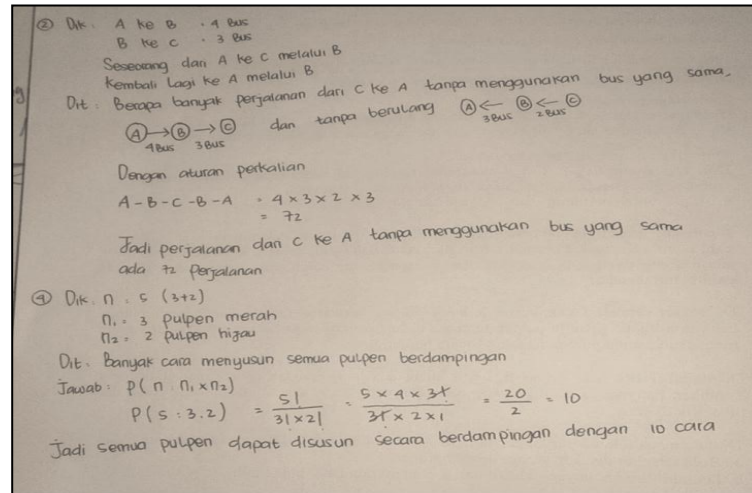 ② Dik. A ke B . 4 Bus
B ke C . 3 Bus
Seseorang dari A ke C melalui B
Kembali lagi ke A melalui B
Dit : Berapa banyak perjalanan dari C ke A tanpa menggunakan bus yang sama.
Ⓐ→Ⓑ→Ⓒ dan tanpa berulang Ⓐ←Ⓑ←Ⓒ
4 Bus 3 Bus 3 Bus 2 Bus
Dengan aturan perkalian
A - B - C - B - A = 4 x 3 x 2 x 3
= 72
Jadi perjalanan dari C ke A tanpa menggunakan bus yang sama
ada 72 perjalanan
④ Dik. n = 5 (3+2)
n₁ = 3 pulpen merah
n₂ = 2 pulpen hijau
Dit. Banyak cara menyusun semua pulpen berdampingan
Jawab : P( n : n₁ x n₂)
P( 5 : 3.2 ) = 5! / 3! x 2! = 5 x 4 x 3! / 3! x 2 x 1 = 20 / 2 = 10
Jadi semua pulpen dapat disusun secara berdampingan dengan 10 cara